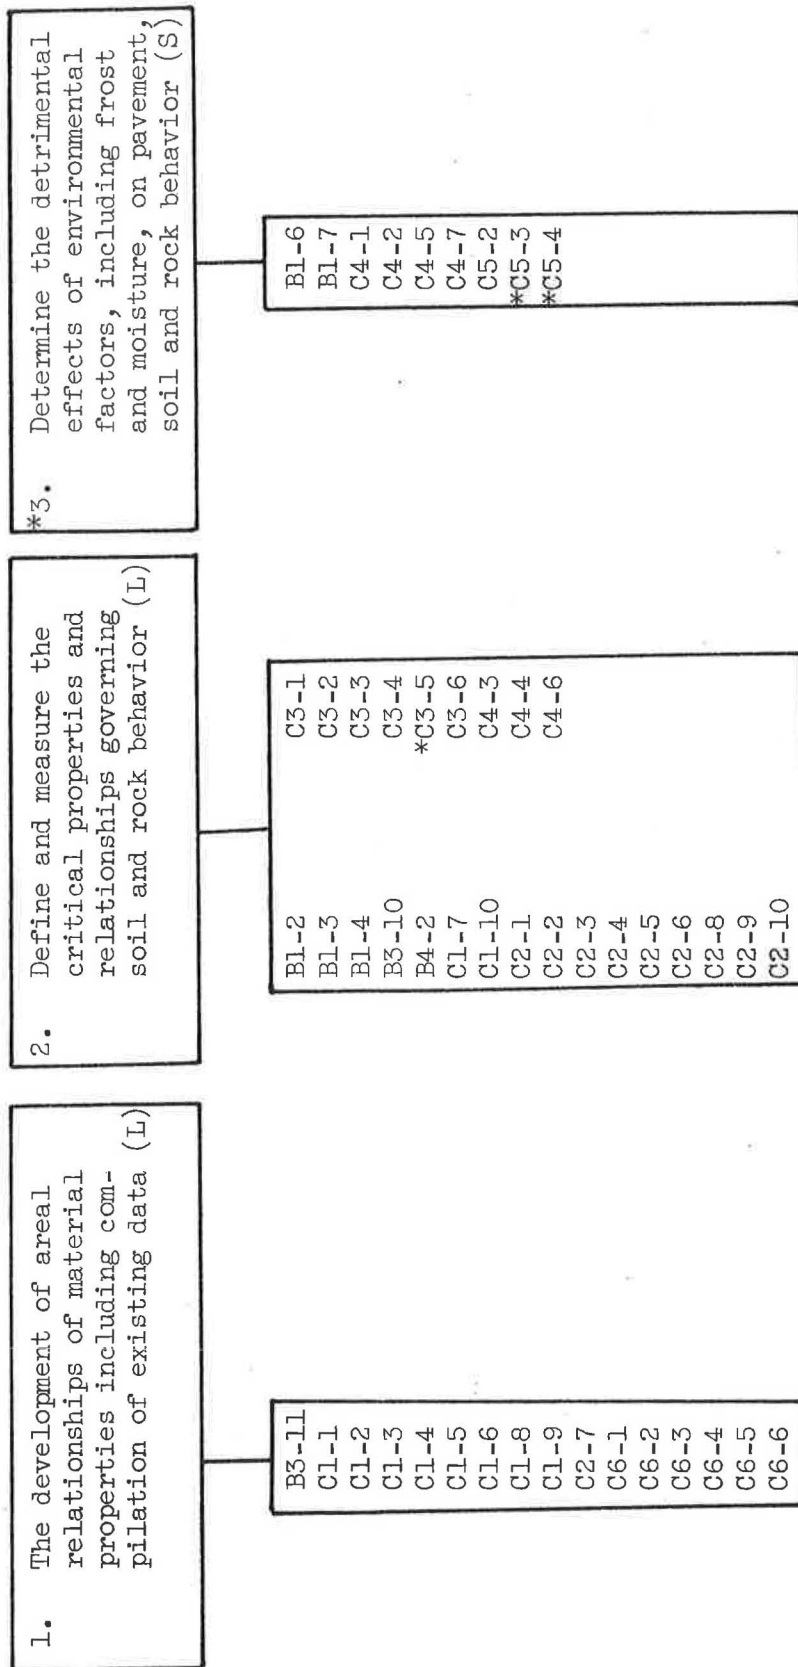 1. The development of areal
relationships of material
properties including com-
pilation of existing data (L)
B3-11
C1-1
C1-2
C1-3
C1-4
C1-5
C1-6
C1-8
C1-9
C2-7
C6-1
C6-2
C6-3
C6-4
C6-5
C6-6
2. Define and measure the
critical properties and
relationships governing
soil and rock behavior (L)
B1-2
B1-3
B1-4
B3-10
B4-2
C1-7
C1-10
C2-1
C2-2
C2-3
C2-4
C2-5
C2-6
C2-8
C2-9
C2-10
C3-1
C3-2
C3-3
C3-4
*C3-5
C3-6
C4-3
C4-4
C4-6
*3. Determine the detrimental
effects of environmental
factors, including frost
and moisture, on pavement,
soil and rock behavior (S)
B1-6
B1-7
C4-1
C4-2
C4-5
C4-7
C5-2
*C5-3
*C5-4